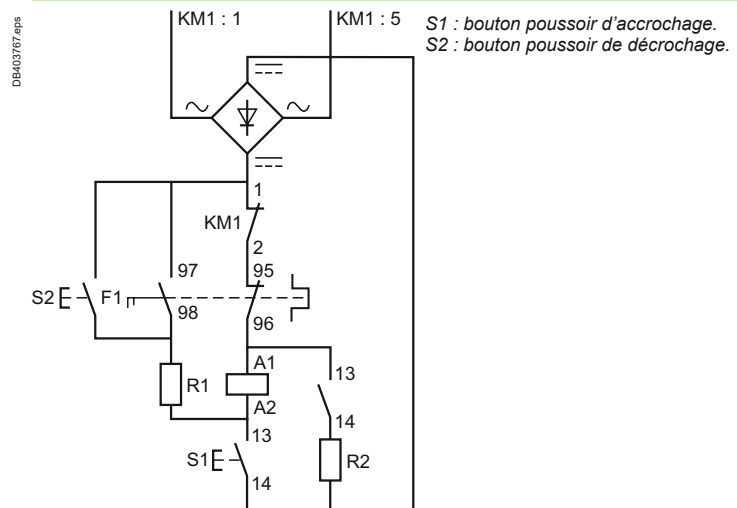 DB403767.eps
KM1 : 1
KM1 : 5
S1 : bouton poussoir d'accrochage.
S2 : bouton poussoir de décrochage.
1
KM1
2
97
95
S2
F1
98
96
A1
13
R1
A2
14
13
S1
R2
14